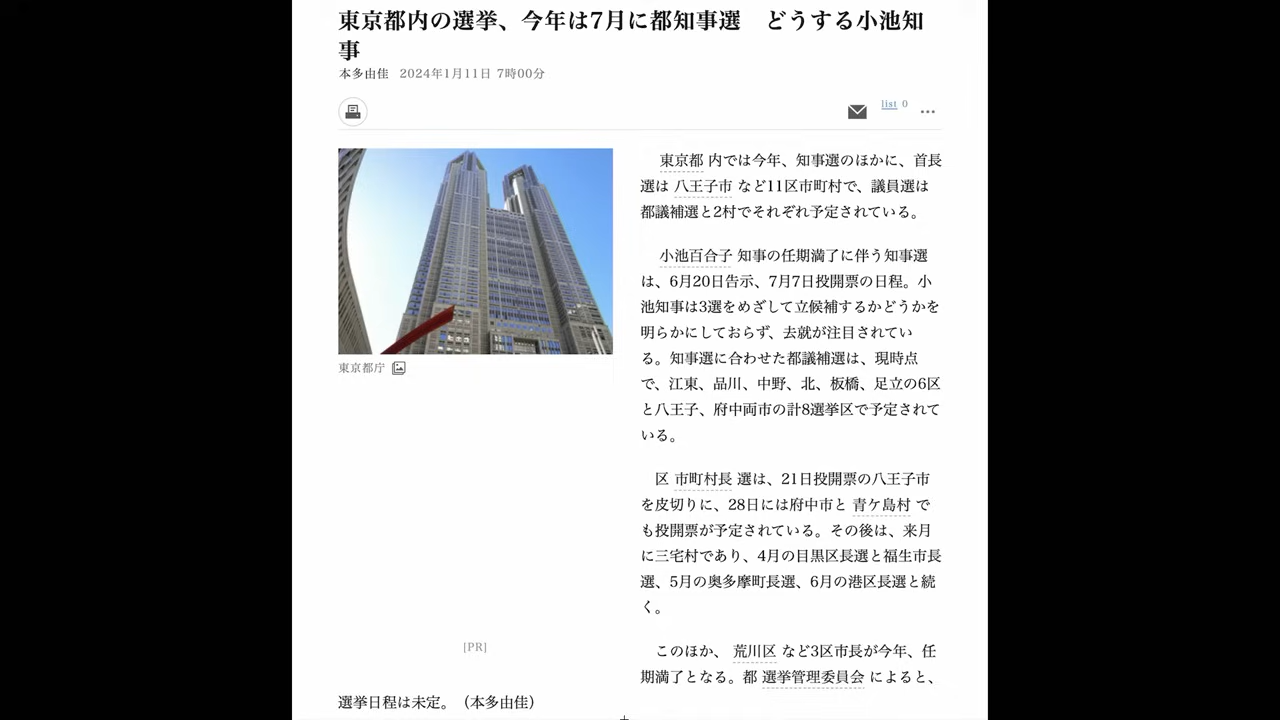 東京都内の選挙、今年は7月に都知事選　どうする小池知
事
本多由佳　2024年1月11日 7時00分
list 0
東京都庁
[PR]
東京都 内では今年、知事選のほかに、首長
選は 八王子市 など11区市町村で、議員選は
都議補選と2村でそれぞれ予定されている。
小池百合子 知事の任期満了に伴う知事選
は、6月20日告示、7月7日投開票の日程。小
池知事は3選をめざして立候補するかどうかを
明らかにしておらず、去就が注目されてい
る。知事選に合わせた都議補選は、現時点
で、江東、品川、中野、北、板橋、足立の6区
と八王子、府中両市の計8選挙区で予定されて
いる。
区 市町村長 選は、21日投開票の八王子市
を皮切りに、28日には府中市と 青ケ島村 で
も投開票が予定されている。その後は、来月
に三宅村であり、4月の目黒区長選と福生市長
選、5月の奥多摩町長選、6月の港区長選と続
く。
このほか、 荒川区 など3区市長が今年、任
期満了となる。都 選挙管理委員会 によると、
選挙日程は未定。（本多由佳）